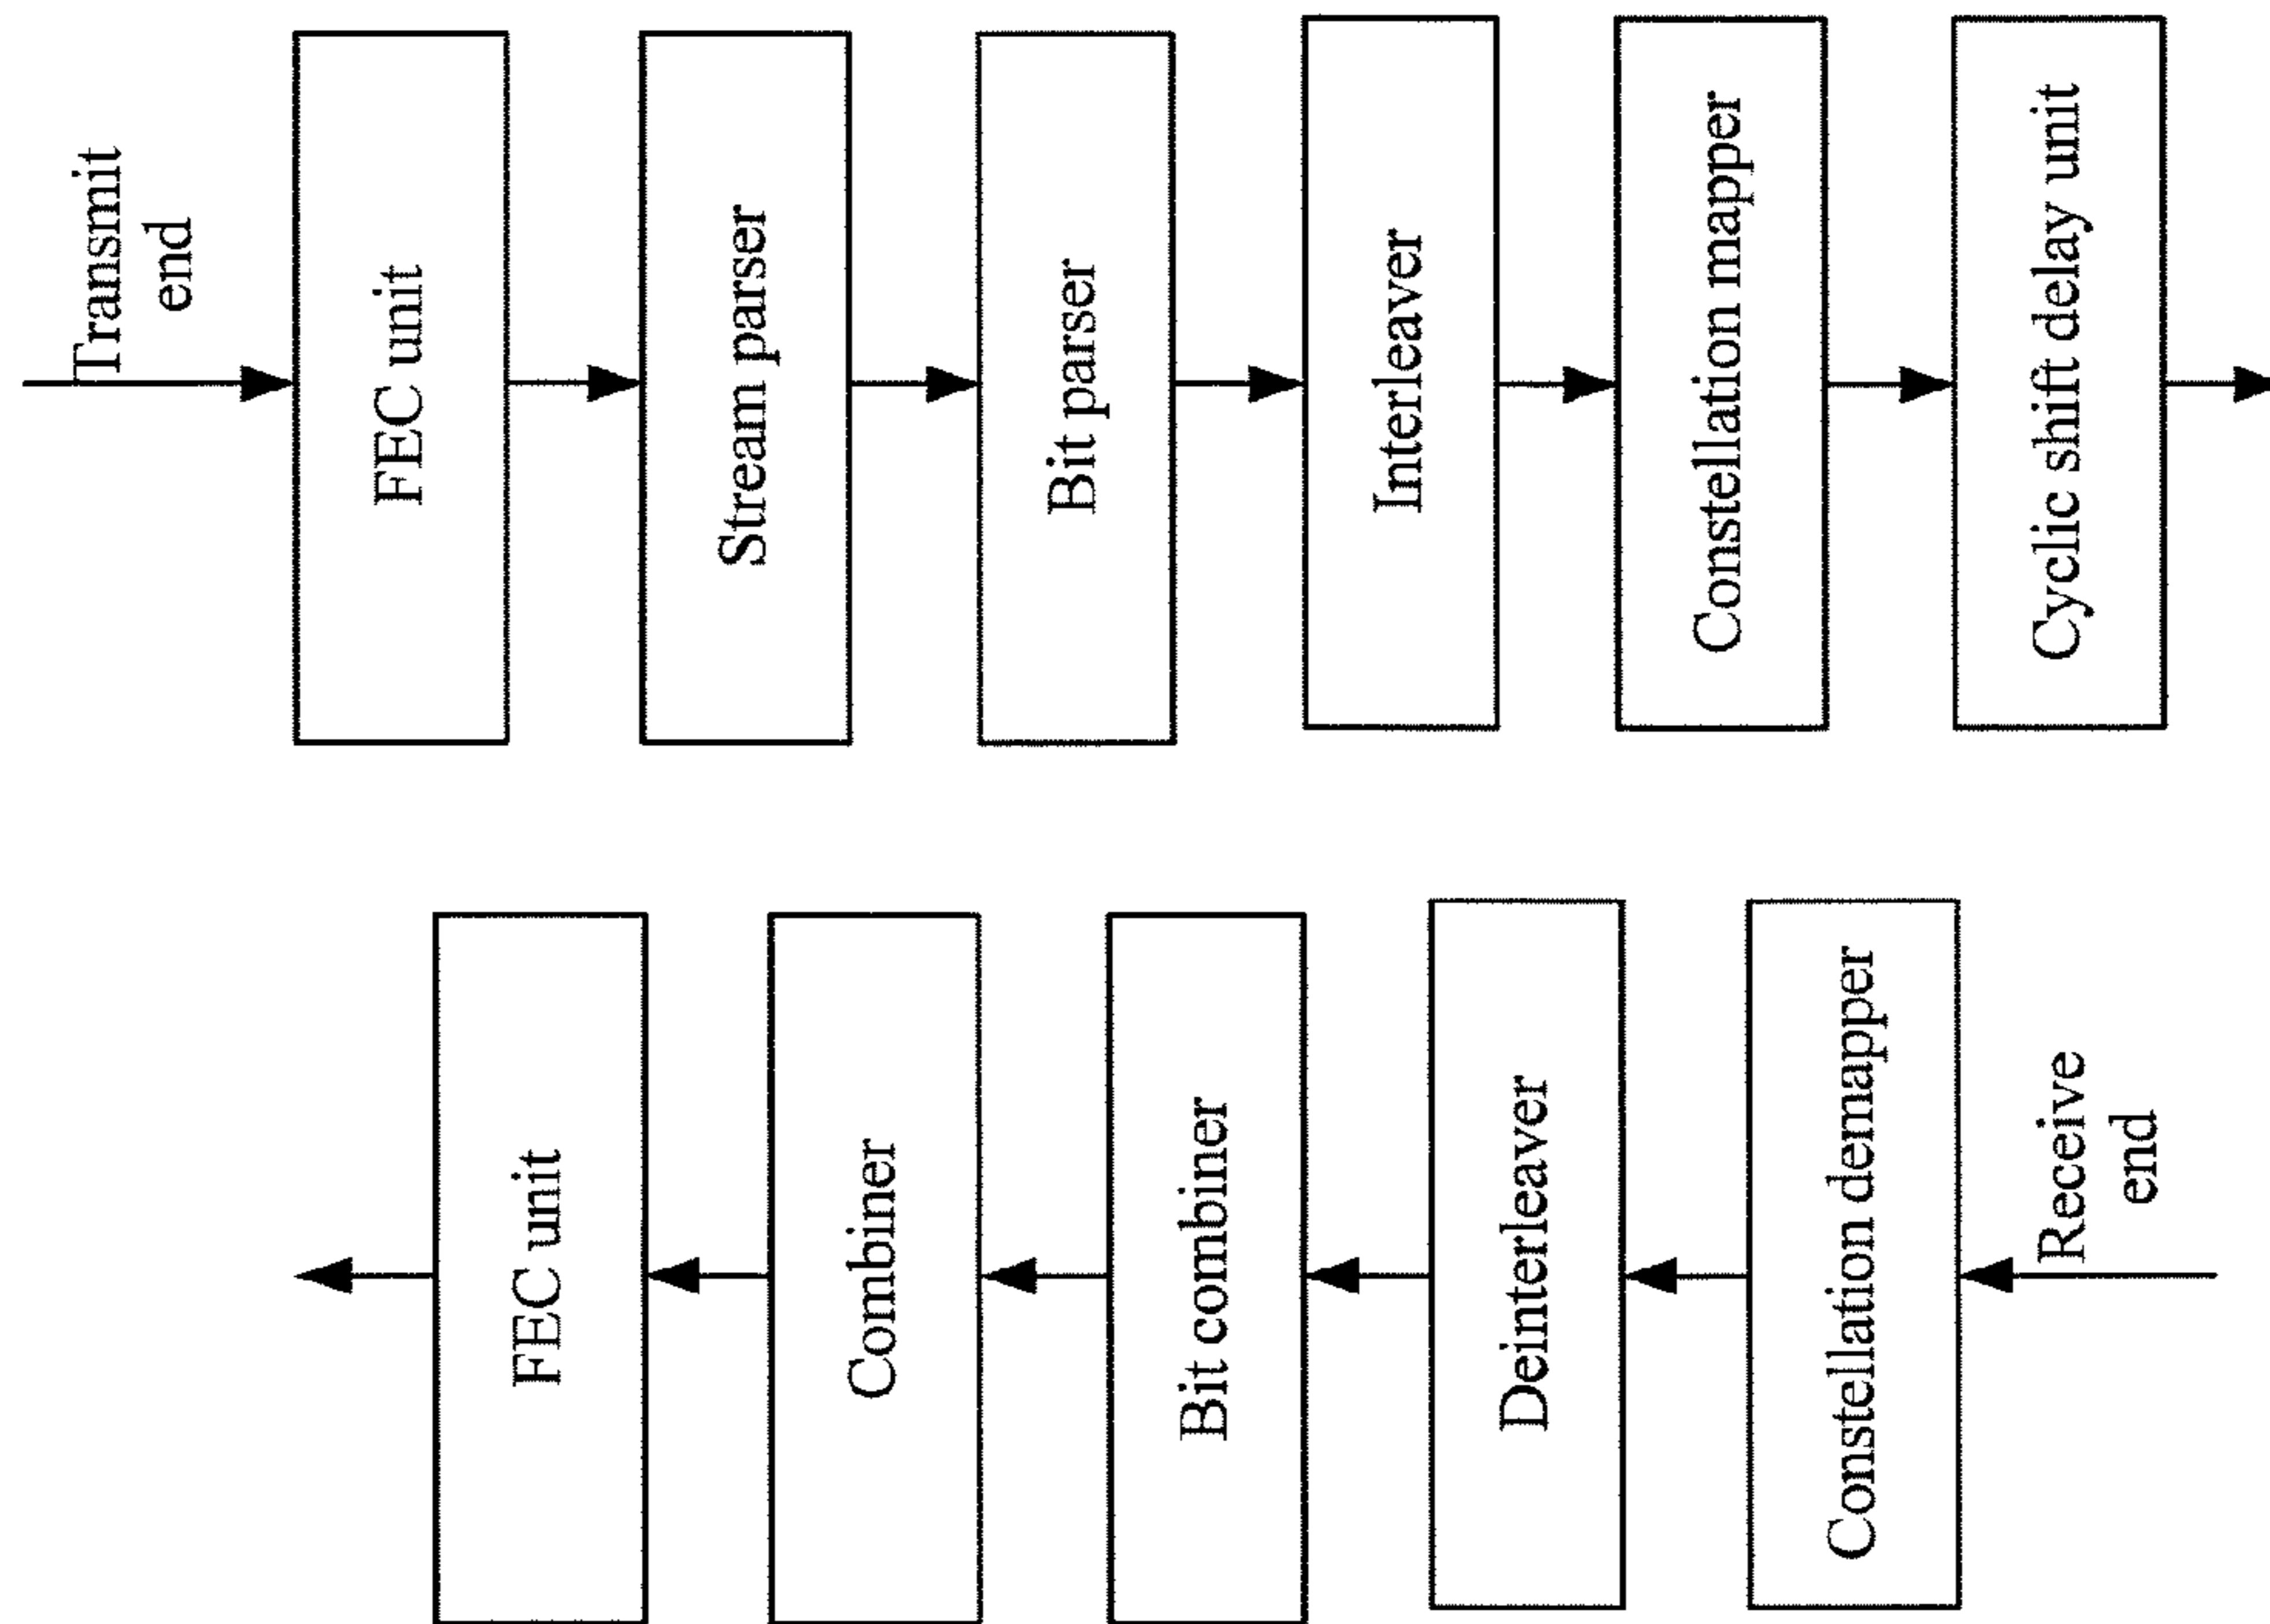 Transmit
end
FEC unit
Stream parser
Bit parser
Interleaver
Constellation mapper
Cyclic shift delay unit
FEC unit
Combiner
Bit combiner
Deinterleaver
Constellation demapper
Receive
end